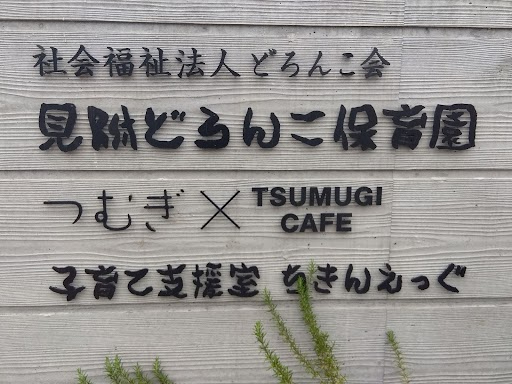 社会福祉法人どろんこ会
見附どろんこ保育園
つむぎ×TSUMUGI CAFE
子育て支援室 ちきんえっぐ